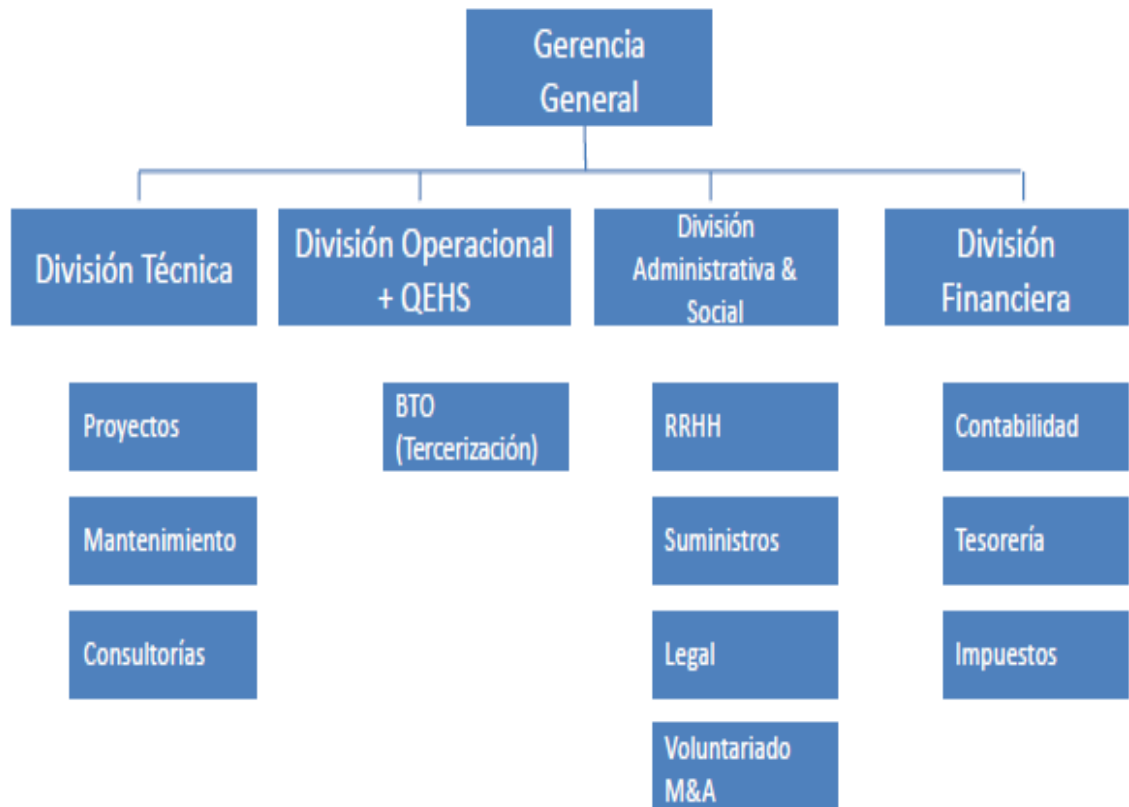 Gerencia
General
División Técnica
División Operacional
+ QEHS
División
Administrativa &
Social
División
Financiera
Proyectos
Mantenimiento
Consultorías
BTO
(Tercerización)
RRHH
Suministros
Legal
Voluntariado
M&A
Contabilidad
Tesorería
Impuestos